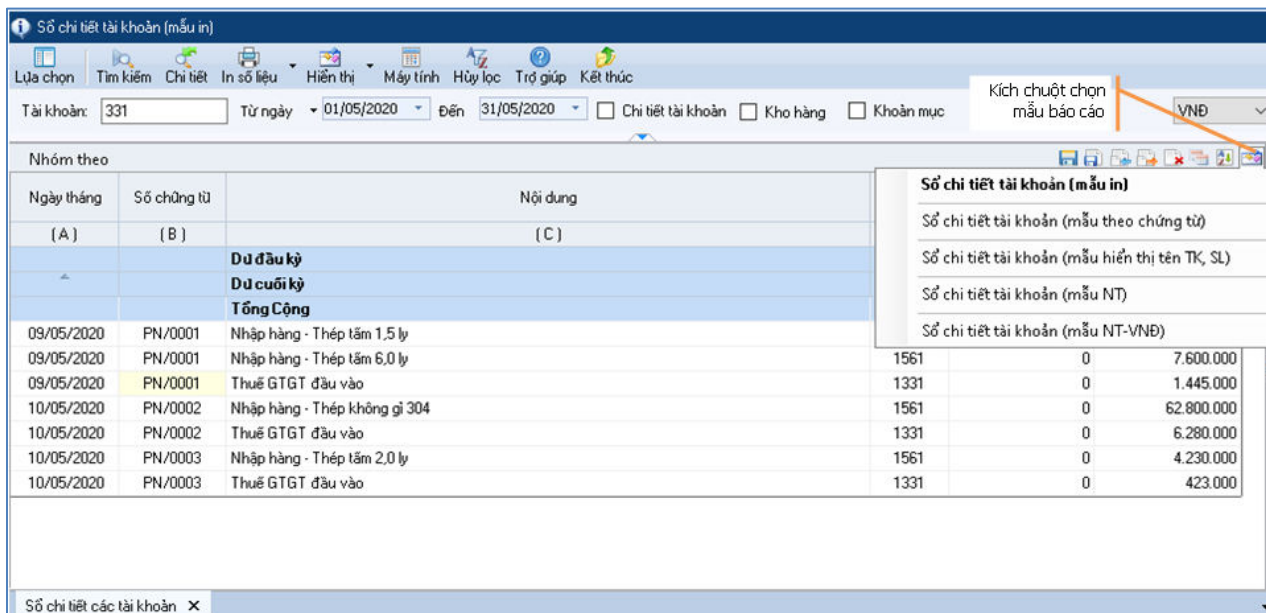 Sổ chi tiết tài khoản (mẫu in)
Lựa chọn Tìm kiếm Chi tiết In số liệu Hiển thị Máy tính Hủy lọc Trợ giúp Kết thúc
Tài khoản: 331 Từ ngày 01/05/2020 Đến 31/05/2020 Chi tiết tài khoản Kho hàng Khoản mục VNĐ
Kích chuột chọn
mẫu báo cáo
Nhóm theo
Ngày tháng Số chứng từ Nội dung
(A) (B) (C)
Dư đầu kỳ
Dư cuối kỳ
Tổng Cộng
Sổ chi tiết tài khoản (mẫu in)
Sổ chi tiết tài khoản (mẫu theo chứng từ)
Sổ chi tiết tài khoản (mẫu hiển thị tên TK, SL)
Sổ chi tiết tài khoản (mẫu NT)
Sổ chi tiết tài khoản (mẫu NT-VNĐ)
09/05/2020 PN/0001 Nhập hàng - Thép tấm 1,5 ly
09/05/2020 PN/0001 Nhập hàng - Thép tấm 6,0 ly 1561 0 7.600.000
09/05/2020 PN/0001 Thuế GTGT đầu vào 1331 0 1.445.000
10/05/2020 PN/0002 Nhập hàng - Thép không gỉ 304 1561 0 62.800.000
10/05/2020 PN/0002 Thuế GTGT đầu vào 1331 0 6.280.000
10/05/2020 PN/0003 Nhập hàng - Thép tấm 2,0 ly 1561 0 4.230.000
10/05/2020 PN/0003 Thuế GTGT đầu vào 1331 0 423.000
Sổ chi tiết các tài khoản X